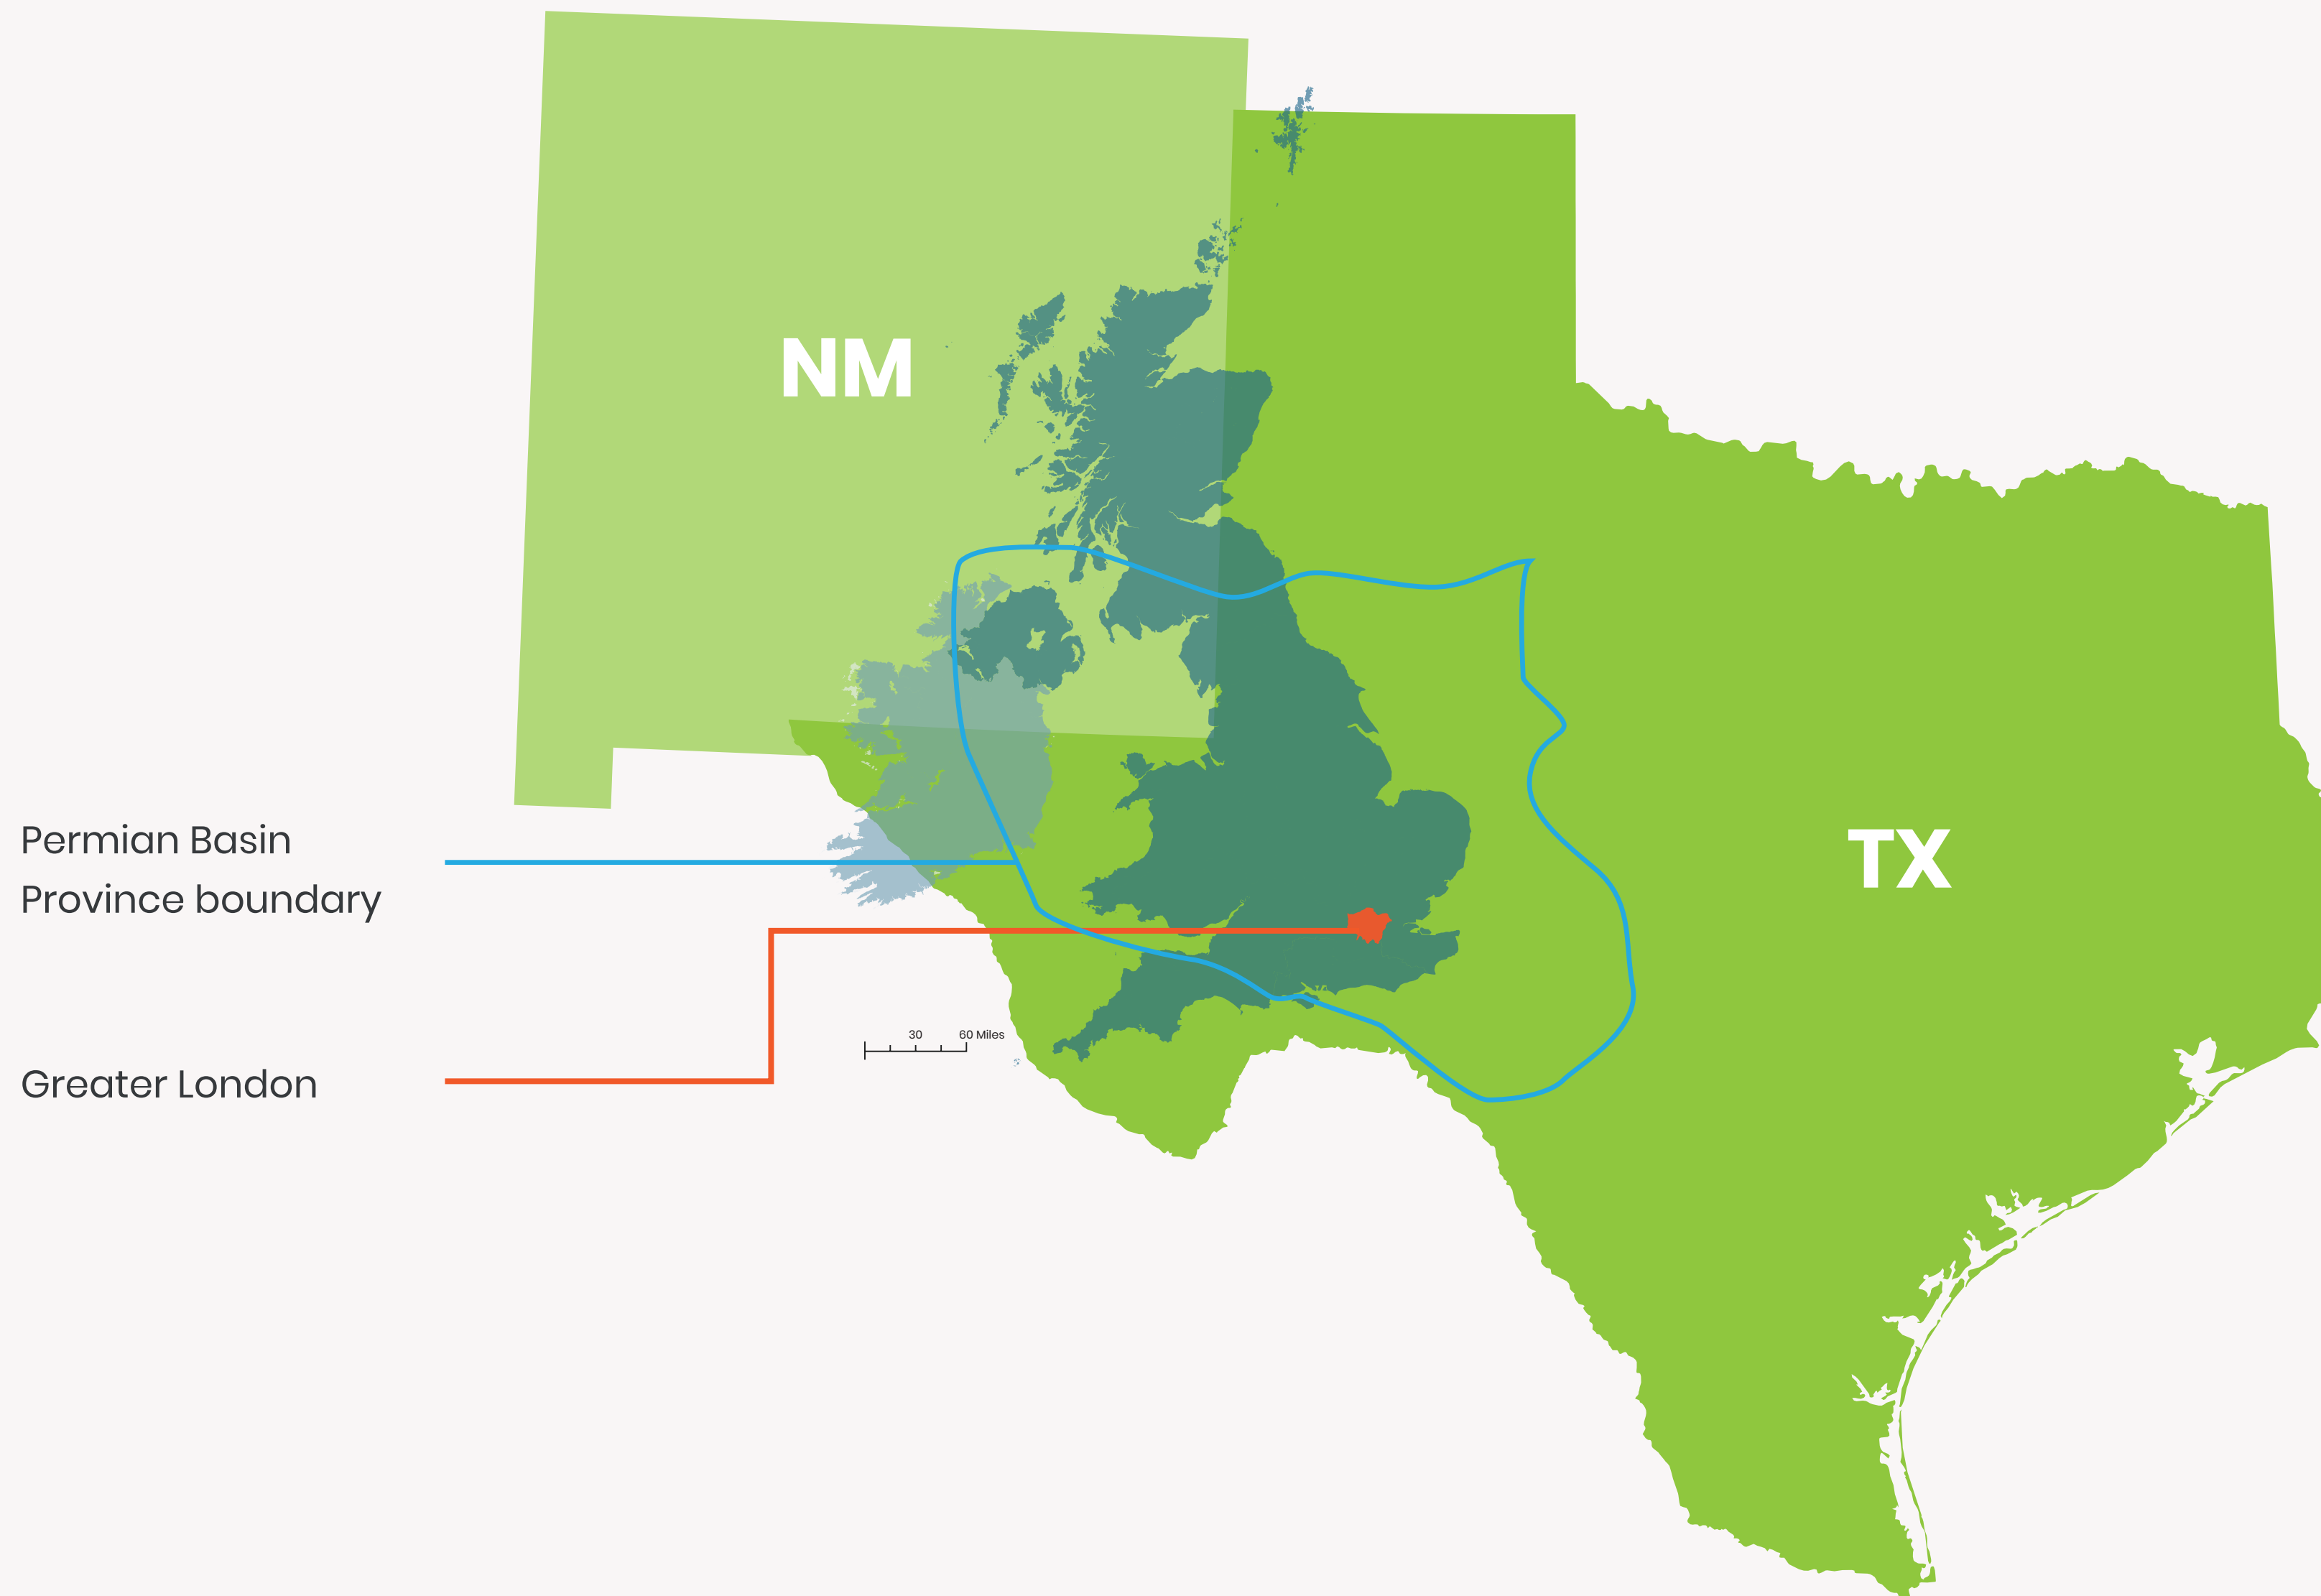 NM
TX
Permian Basin
Province boundary
30 60 Miles
Greater London